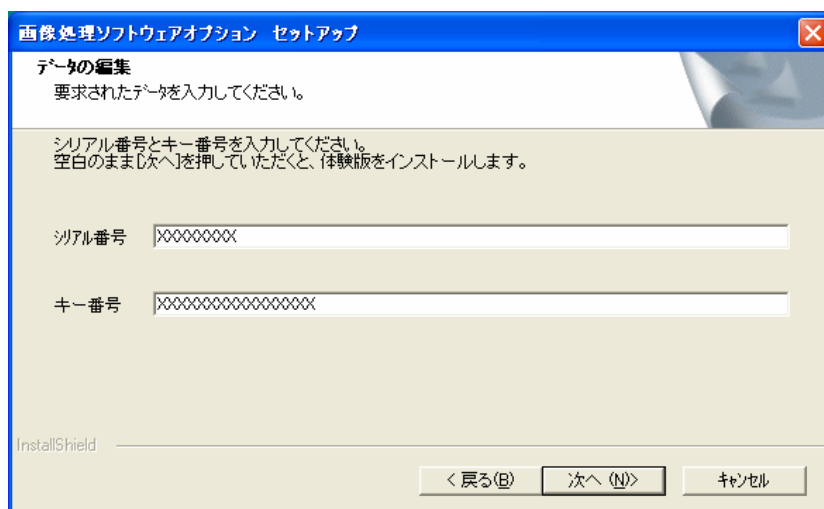 画像処理ソフトウェアオプション セットアップ
データの編集
要求されたデータを入力してください。
シリアル番号とキー番号を入力してください。
空白のまま[次へ]を押していただくと、体験版をインストールします。
シリアル番号 XXXXXXXX
キー番号 XXXXXXXXXXXXXXXX
InstallShield
< 戻る(B) 次へ (N)> キャンセル